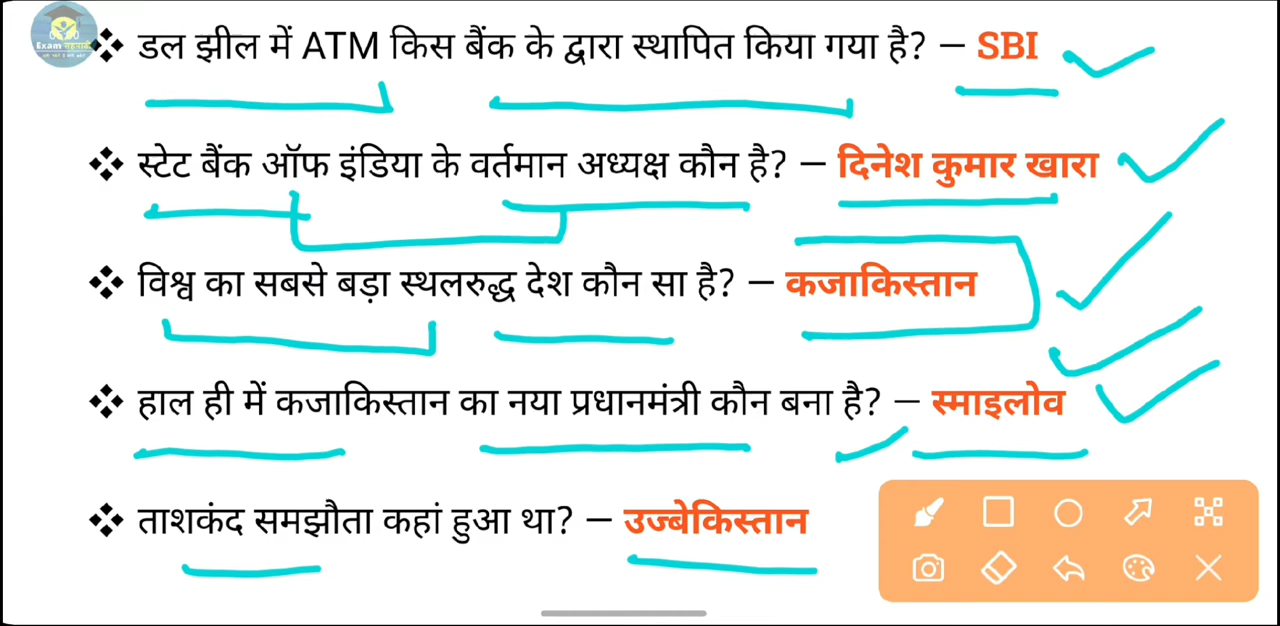 Exam
❖ डल झील में ATM किस बैंक के द्वारा स्थापित किया गया है? – SBI
❖ स्टेट बैंक ऑफ इंडिया के वर्तमान अध्यक्ष कौन है? – दिनेश कुमार खारा
❖ विश्व का सबसे बड़ा स्थलरुद्ध देश कौन सा है? – कजाकिस्तान
❖ हाल ही में कजाकिस्तान का नया प्रधानमंत्री कौन बना है? – स्माइलोव
❖ ताशकंद समझौता कहां हुआ था? – उज्बेकिस्तान